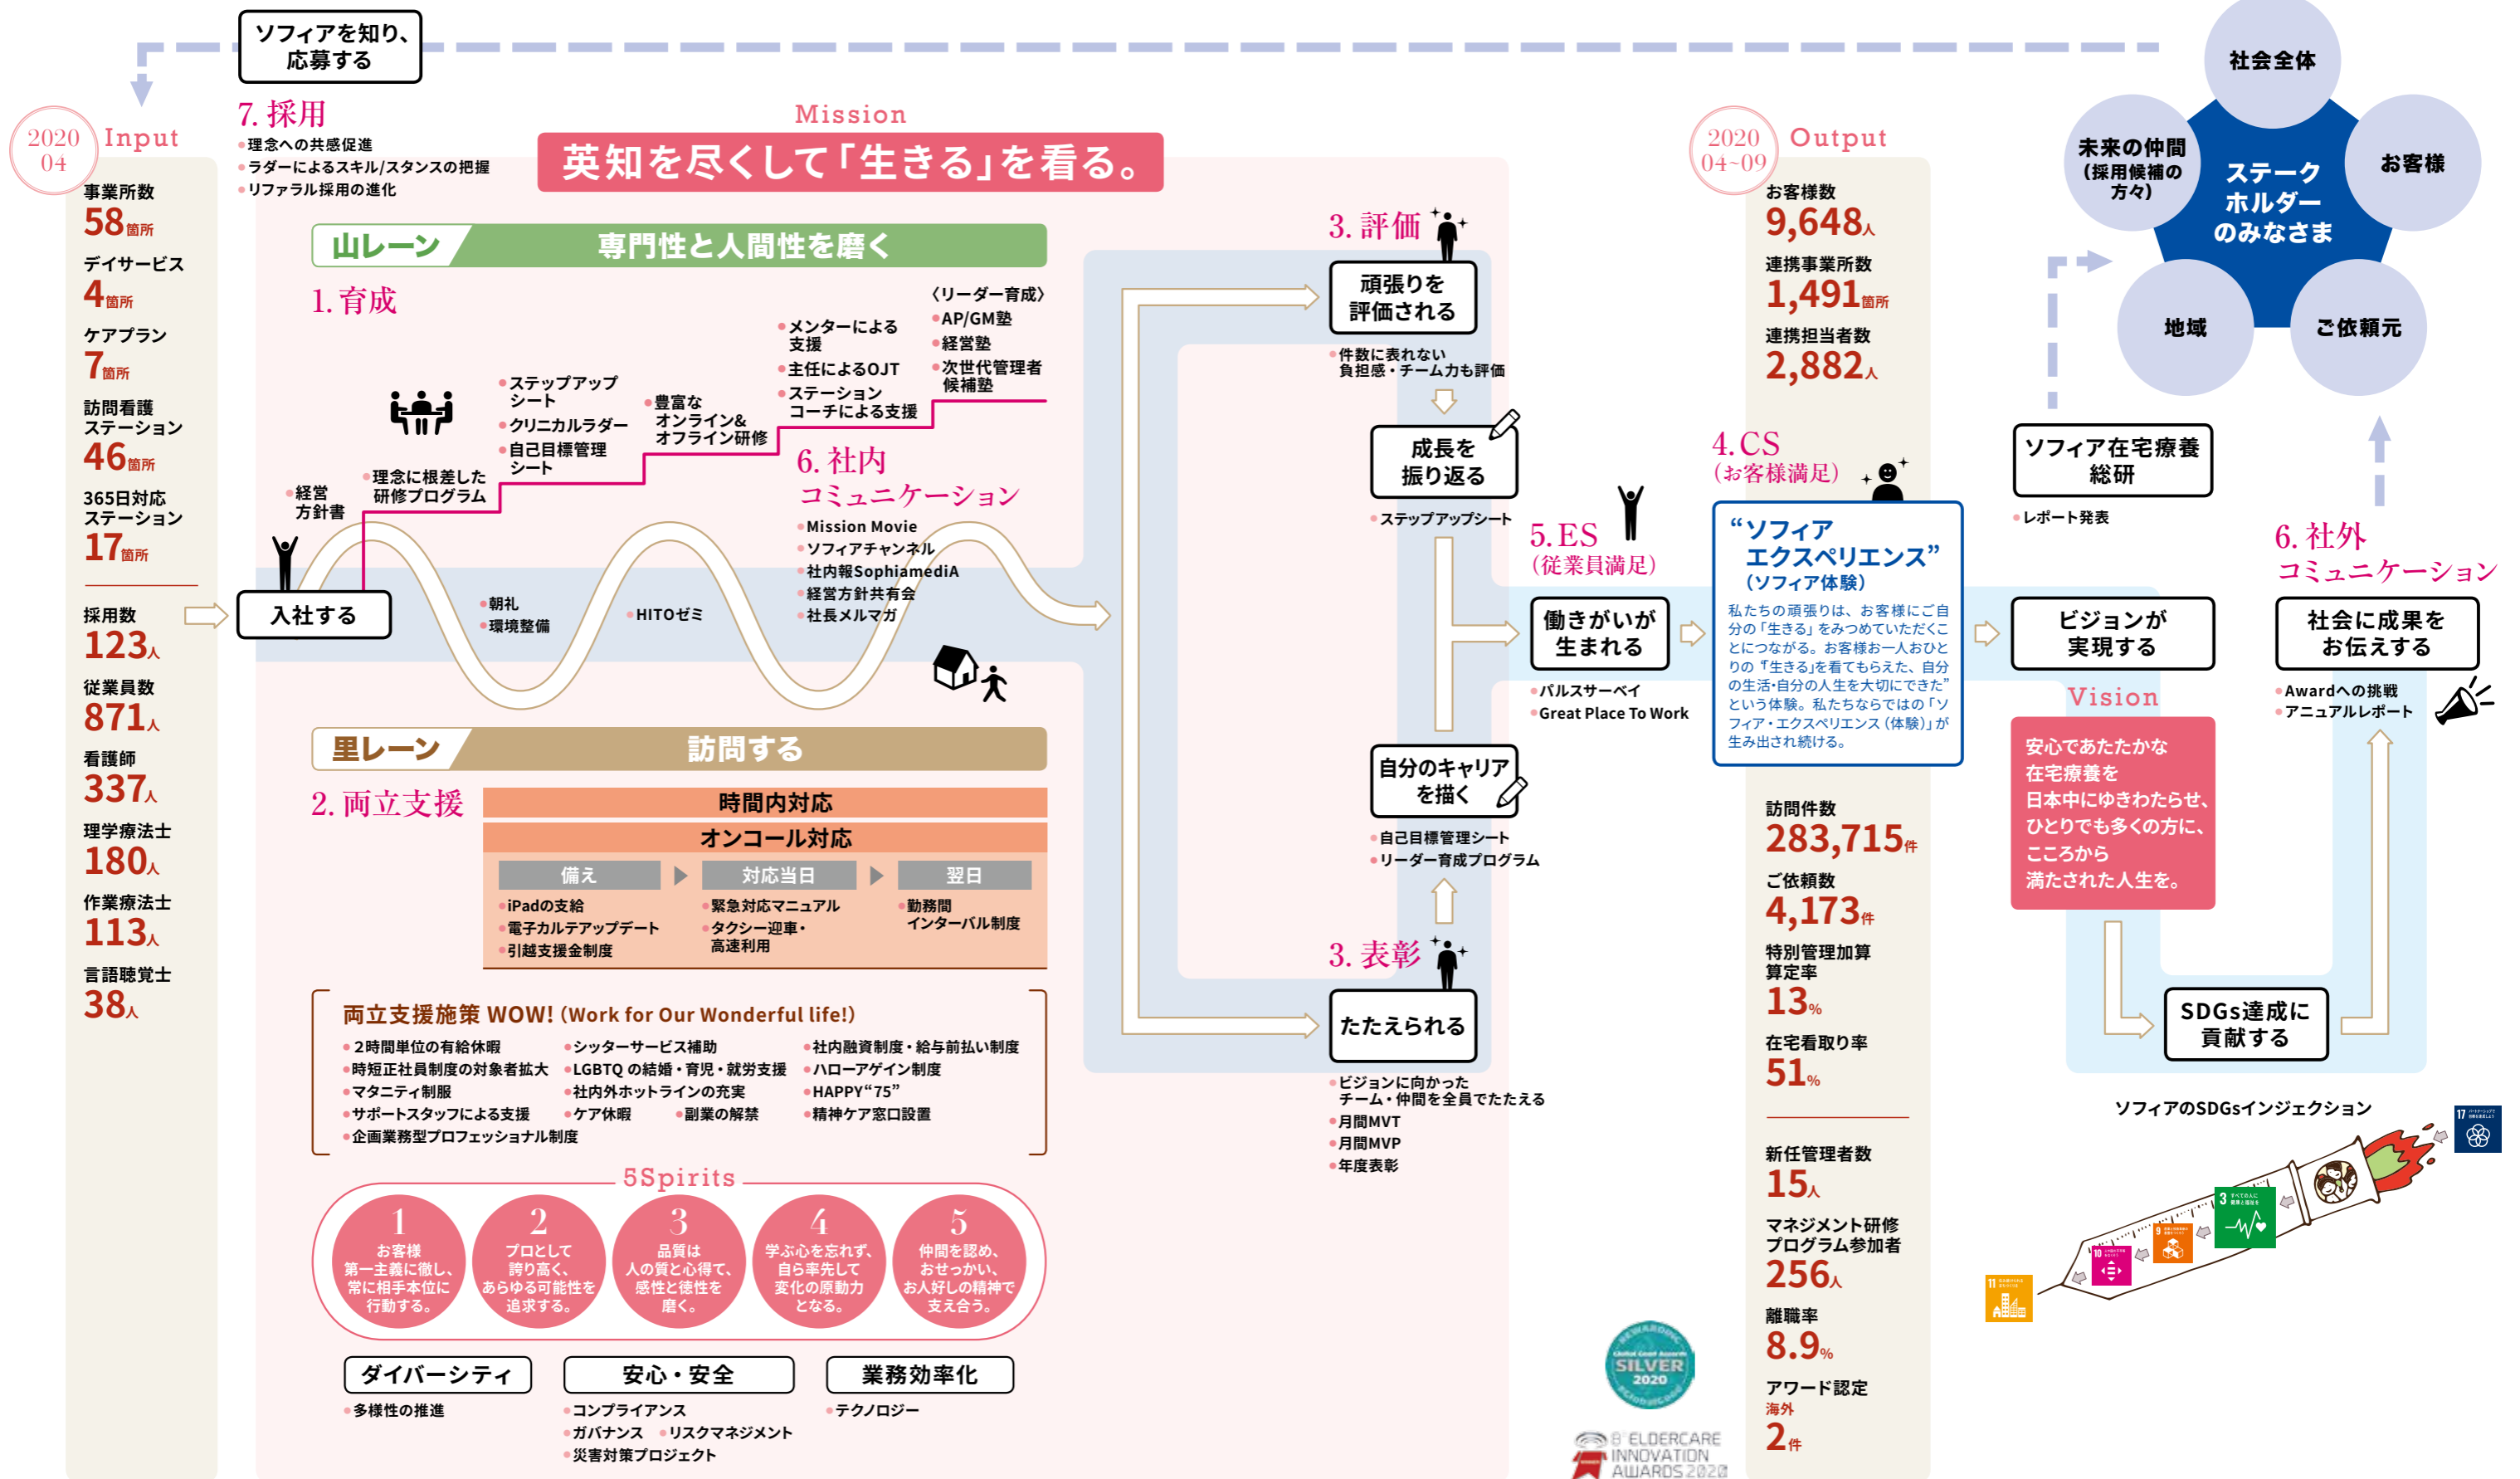 ソフィアを知り、
応募する
2020
04
Input
事業所数
58箇所
デイサービス
4箇所
ケアプラン
7箇所
訪問看護
ステーション
46箇所
365日対応
ステーション
17箇所
採用数
123人
従業員数
871人
看護師
337人
理学療法士
180人
作業療法士
113人
言語聴覚士
38人
7. 採用
理念への共感促進
ラダーによるスキル/スタンスの把握
リファラル採用の進化
Mission
英知を尽くして「生きる」を看る。
山レーン
専門性と人間性を磨く
1. 育成
経営
方針書
理念に根差した
研修プログラム
ステップアップ
シート
クリニカルラダー
自己目標管理
シート
豊富な
オンライン&
オフライン研修
メンターによる
支援
主任によるOJT
ステーション
コーチによる支援
〈リーダー育成〉
AP/GM塾
経営塾
次世代管理者
候補塾
6. 社内
コミュニケーション
Mission Movie
ソフィアチャンネル
社内報SophiamediA
経営方針共有会
社長メルマガ
入社する
朝礼
環境整備
HITOゼミ
里レーン
訪問する
2. 両立支援
時間内対応
オンコール対応
備え
対応当日
翌日
iPadの支給
電子カルテアップデート
引越支援金制度
緊急対応マニュアル
タクシー迎車・
高速利用
勤務間
インターバル制度
両立支援施策 WOW!（Work for Our Wonderful life!）
2時間単位の有給休暇
時短正社員制度の対象者拡大
マタニティ制服
サポートスタッフによる支援
企画業務型プロフェッショナル制度
シッターサービス補助
LGBTQ の結婚・育児・就労支援
社内外ホットラインの充実
ケア休暇
副業の解禁
社内融資制度・給与前払い制度
ハローアゲイン制度
HAPPY“75”
精神ケア窓口設置
5Spirits
1
お客様
第一主義に徹し、
常に相手本位に
行動する。
2
プロとして
誇り高く、
あらゆる可能性を
追求する。
3
品質は
人の質と心得て、
感性と徳性を
磨く。
4
学ぶ心を忘れず、
自ら率先して
変化の原動力
となる。
5
仲間を認め、
おせっかい、
お人好しの精神で
支え合う。
ダイバーシティ
多様性の推進
安心・安全
コンプライアンス
ガバナンス
リスクマネジメント
災害対策プロジェクト
業務効率化
テクノロジー
3. 評価
頑張りを
評価される
件数に表れない
負担感・チーム力も評価
成長を
振り返る
ステップアップシート
自分のキャリア
を描く
自己目標管理シート
リーダー育成プログラム
3. 表彰
たたえられる
ビジョンに向かった
チーム・仲間を全員でたたえる
月間MVT
月間MVP
年度表彰
5. ES
（従業員満足）
働きがいが
生まれる
パルスサーベイ
Great Place To Work
2020
04~09
Output
お客様数
9,648人
連携事業所数
1,491箇所
連携担当者数
2,882人
4. CS
（お客様満足）
“ソフィア
エクスペリエンス”
（ソフィア体験）
私たちの頑張りは、お客様にご自
分の「生きる」をみつめていただくこ
とにつながる。お客様お一人おひと
りの“「生きる」を看てもらえた、自分
の生活・自分の人生を大切にできた”
という体験。私たちならではの「ソ
フィア・エクスペリエンス（体験）」が
生み出され続ける。
訪問件数
283,715件
ご依頼数
4,173件
特別管理加算
算定率
13%
在宅看取り率
51%
新任管理者数
15人
マネジメント研修
プログラム参加者
256人
離職率
8.9%
アワード認定
海外
2件
SILVER
2020
8 ELDERCARE
INNOVATION
AWARDS 2020
社会全体
未来の仲間
（採用候補の
方々）
お客様
ステーク
ホルダー
のみなさま
地域
ご依頼元
ソフィア在宅療養
総研
レポート発表
6. 社外
コミュニケーション
ビジョンが
実現する
社会に成果を
お伝えする
Awardへの挑戦
アニュアルレポート
Vision
安心であたたかな
在宅療養を
日本中にゆきわたらせ、
ひとりでも多くの方に、
こころから
満たされた人生を。
SDGs達成に
貢献する
ソフィアのSDGsインジェクション
17
3 すべての人に
健康と福祉を
9
10
11